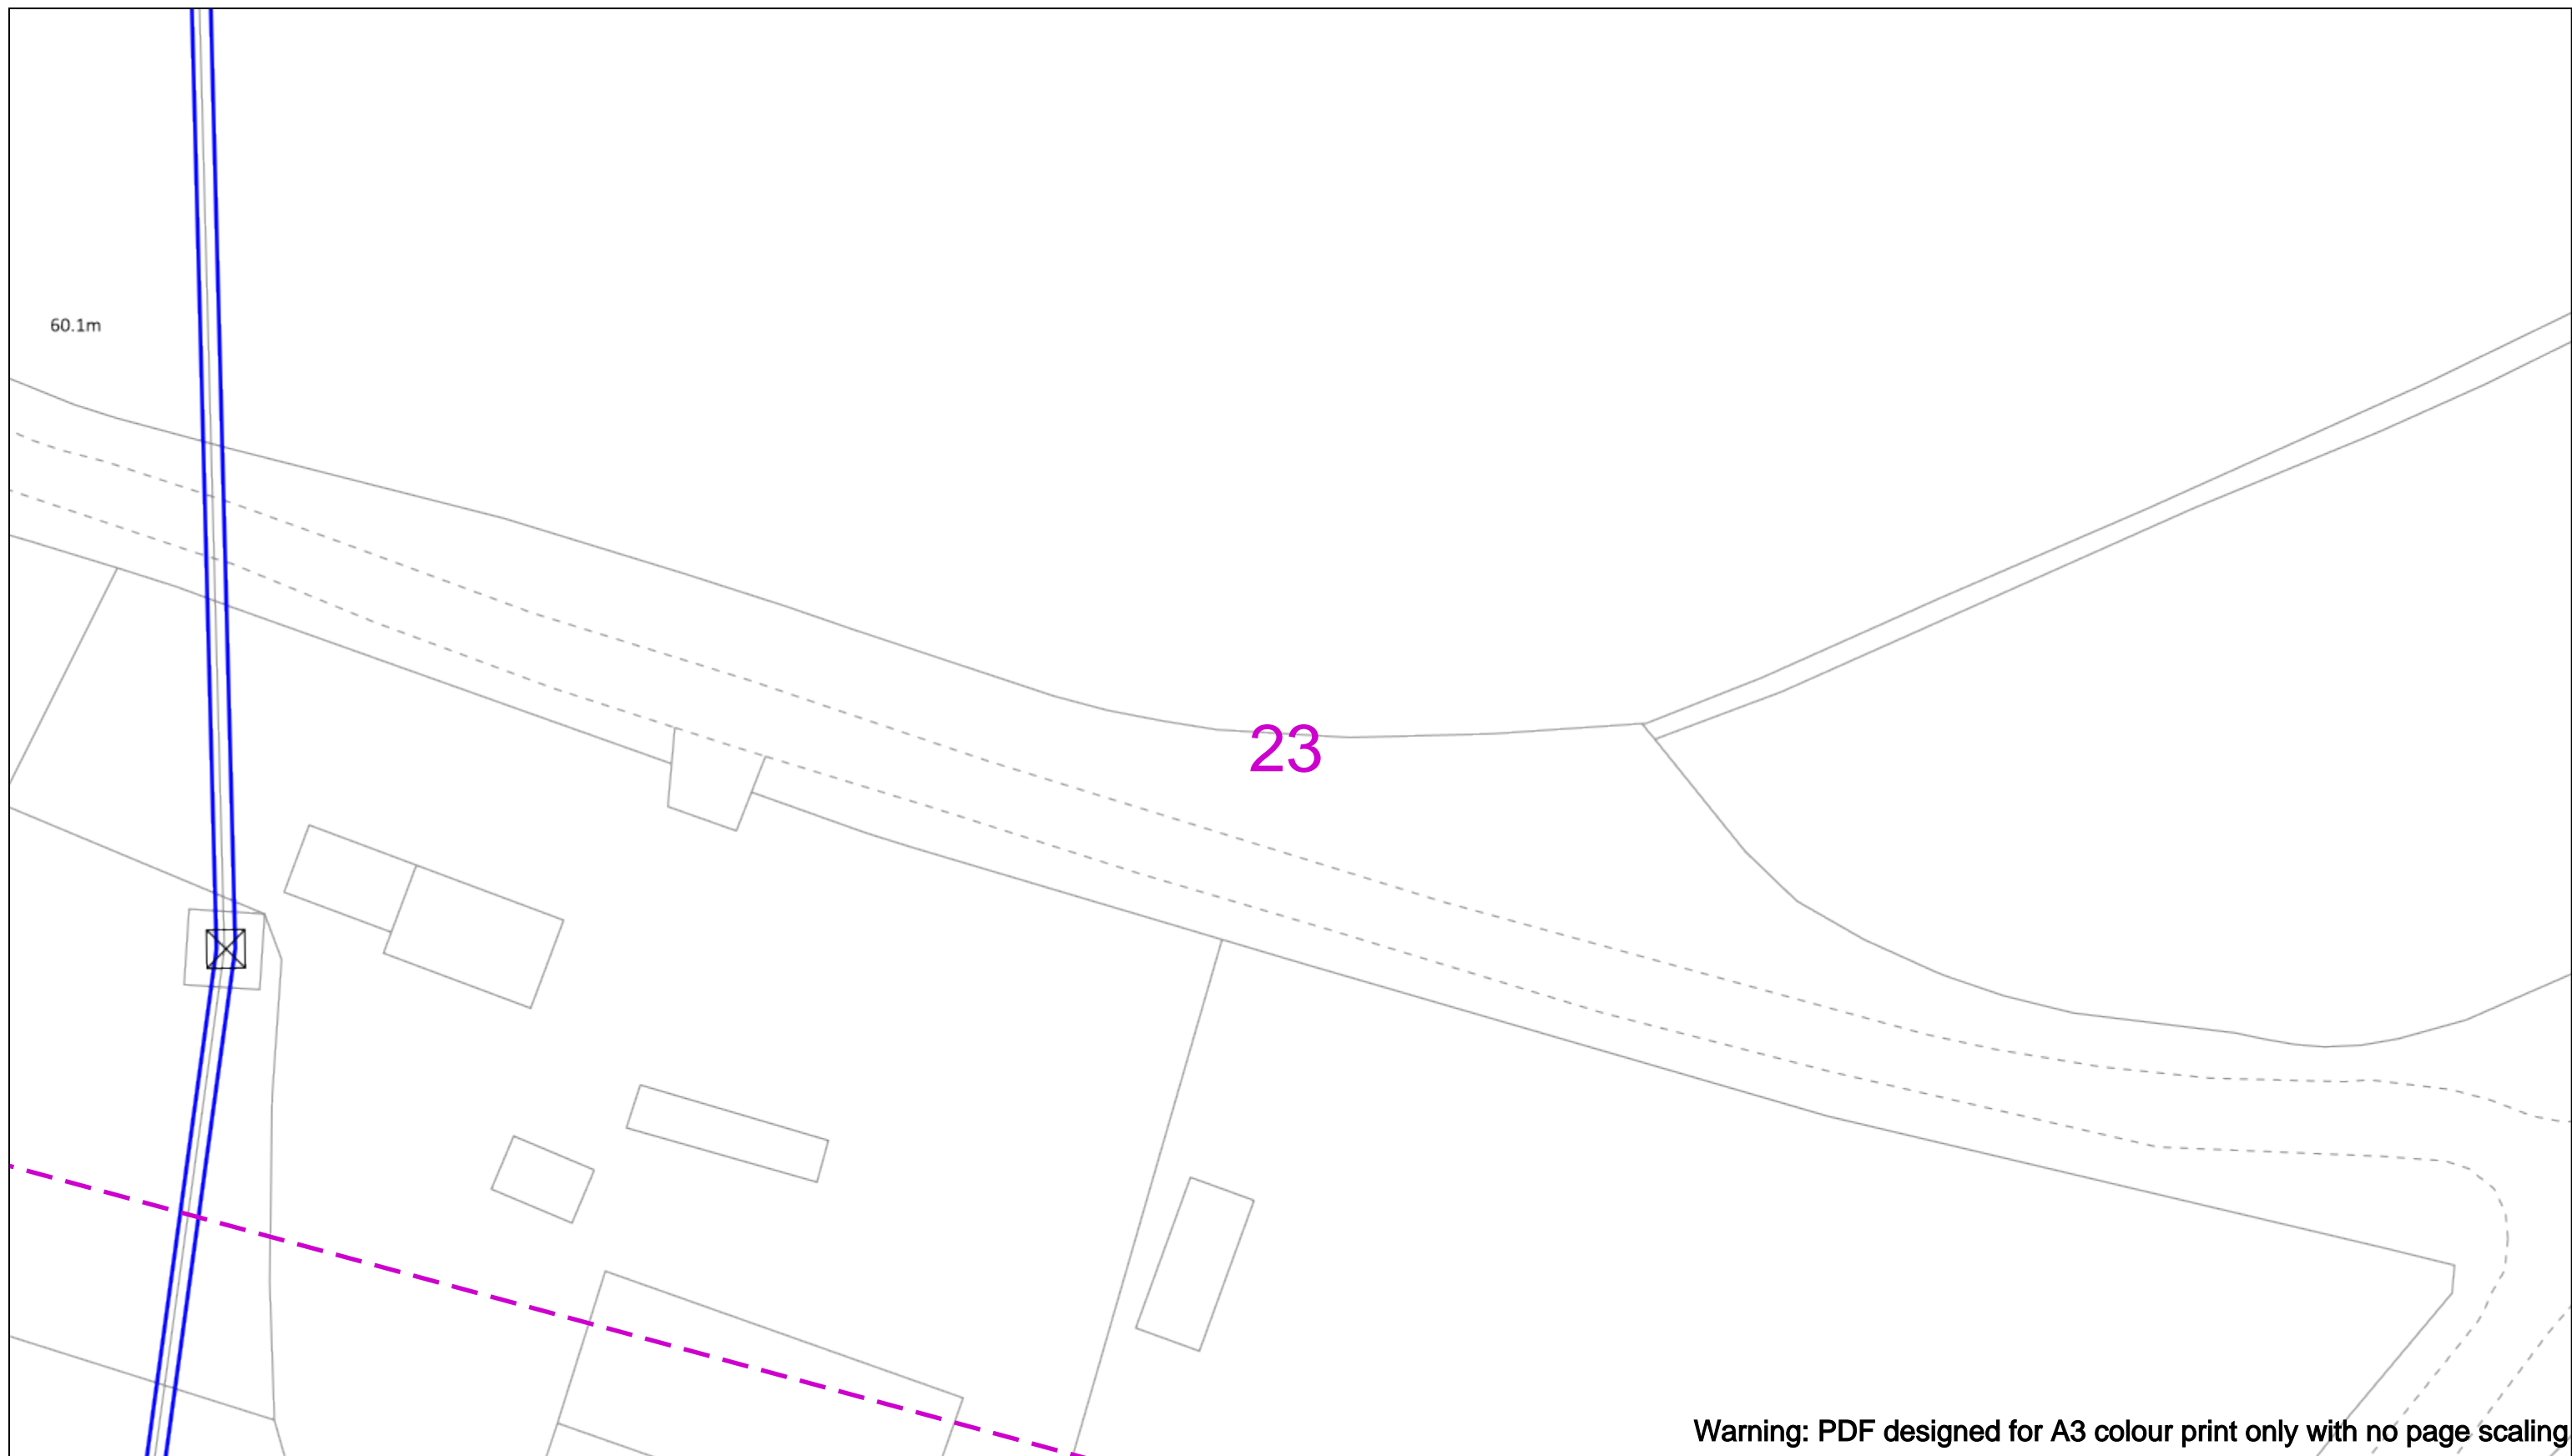 60.1m
23
Warning: PDF designed for A3 colour print only with no page scaling